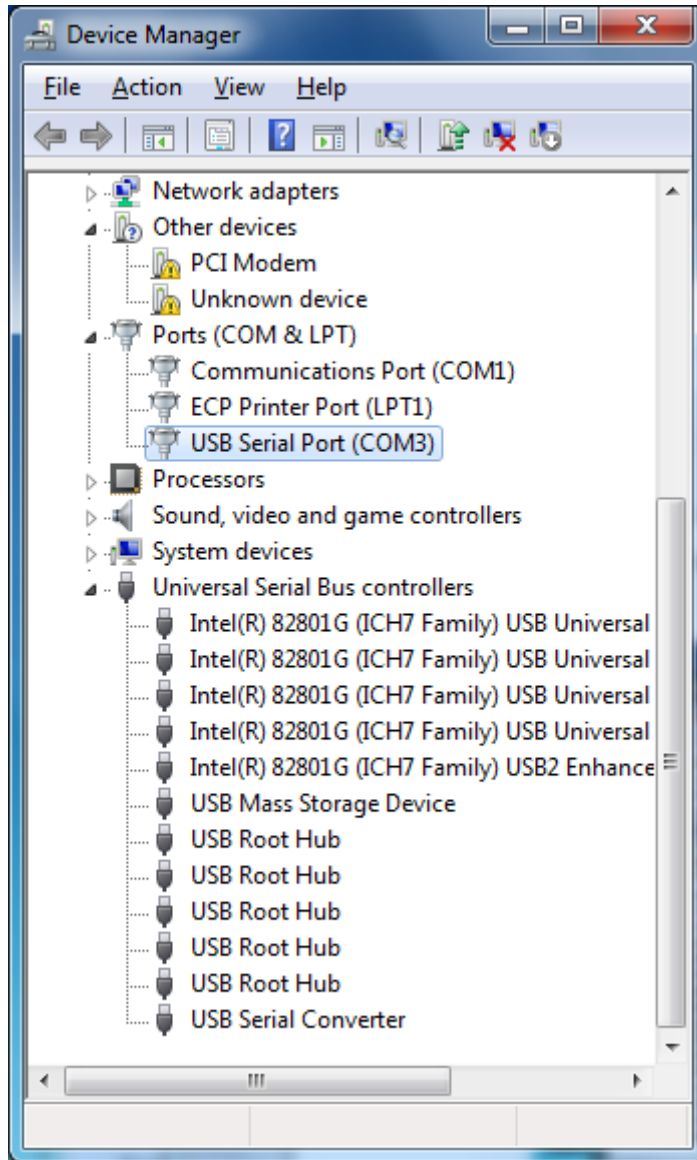 Device Manager
File Action View Help
Network adapters
Other devices
PCI Modem
Unknown device
Ports (COM & LPT)
Communications Port (COM1)
ECP Printer Port (LPT1)
USB Serial Port (COM3)
Processors
Sound, video and game controllers
System devices
Universal Serial Bus controllers
Intel(R) 82801G (ICH7 Family) USB Universal
Intel(R) 82801G (ICH7 Family) USB Universal
Intel(R) 82801G (ICH7 Family) USB Universal
Intel(R) 82801G (ICH7 Family) USB Universal
Intel(R) 82801G (ICH7 Family) USB2 Enhance
USB Mass Storage Device
USB Root Hub
USB Root Hub
USB Root Hub
USB Root Hub
USB Root Hub
USB Serial Converter